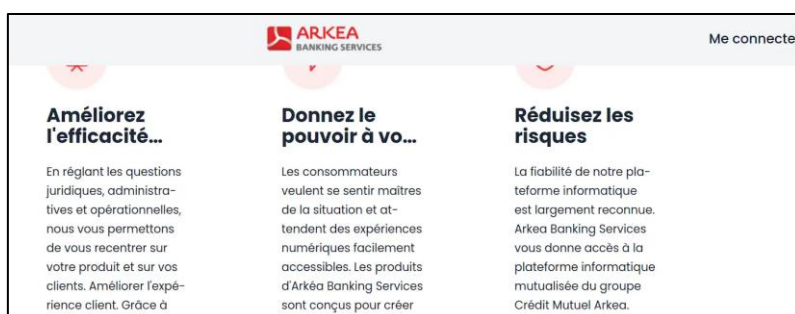 ARKEA
BANKING SERVICES
Me connecte
Améliorez
l'efficacité...
En réglant les questions
juridiques, administra-
tives et opérationnelles,
nous vous permettons
de vous recentrer sur
votre produit et sur vos
clients. Améliorer l'expé-
rience client. Grâce à
Donnez le
pouvoir à vo...
Les consommateurs
veulent se sentir maîtres
de la situation et at-
tendent des expériences
numériques facilement
accessibles. Les produits
d'Arkéa Banking Services
sont conçus pour créer
Réduisez les
risques
La fiabilité de notre pla-
teforme informatique
est largement reconnue.
Arkea Banking Services
vous donne accès à la
plateforme informatique
mutualisée du groupe
Crédit Mutuel Arkea.